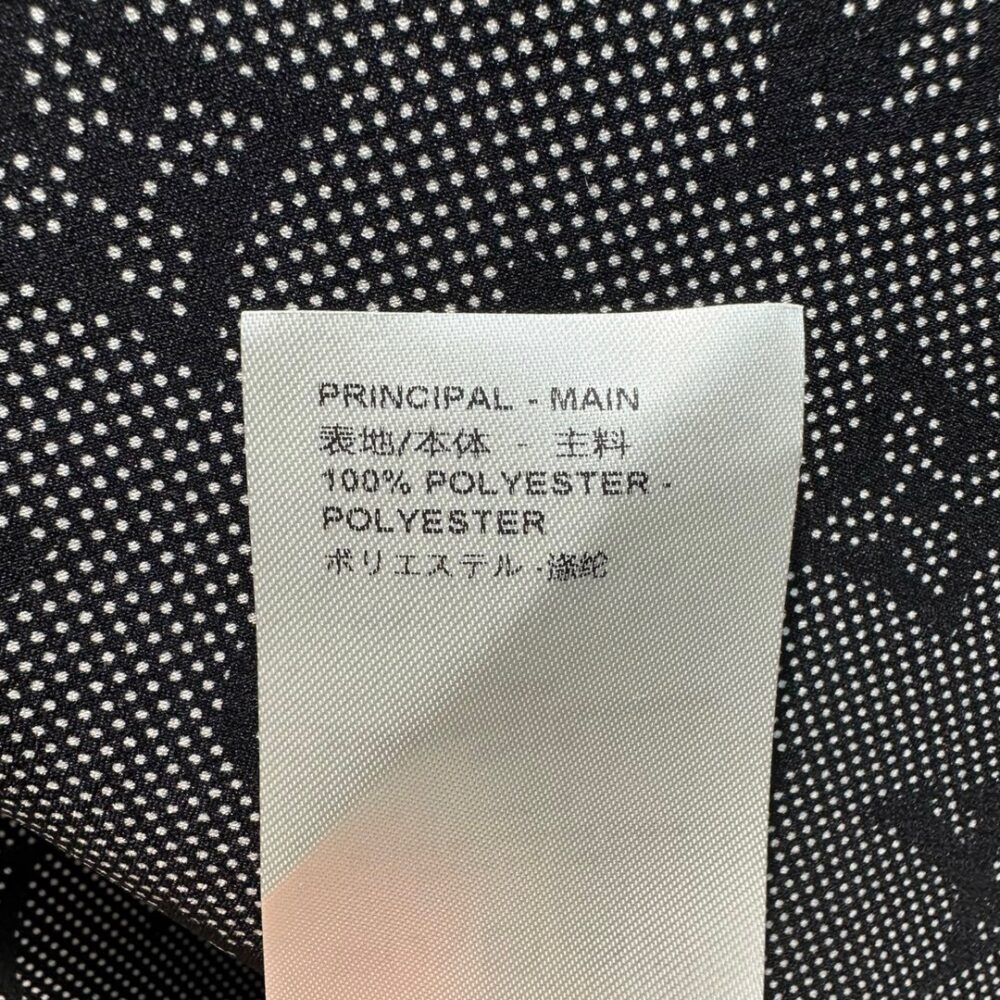 PRINCIPAL - MAIN
表地/本体 - 主料
100% POLYESTER -
POLYESTER
ポリエステル -涤纶